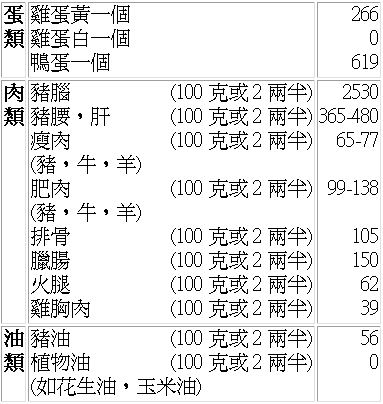 蛋類 雞蛋黃一個 266
雞蛋白一個 0
鴨蛋一個 619
肉類 豬腦 (100 克或 2 兩半) 2530
豬腰，肝 (100 克或 2 兩半) 365-480
瘦肉 (100 克或 2 兩半) 65-77
(豬，牛，羊)
肥肉 (100 克或 2 兩半) 99-138
(豬，牛，羊)
排骨 (100 克或 2 兩半) 105
臘腸 (100 克或 2 兩半) 150
火腿 (100 克或 2 兩半) 62
雞胸肉 (100 克或 2 兩半) 39
油類 豬油 (100 克或 2 兩半) 56
植物油 (100 克或 2 兩半) 0
(如花生油，玉米油)